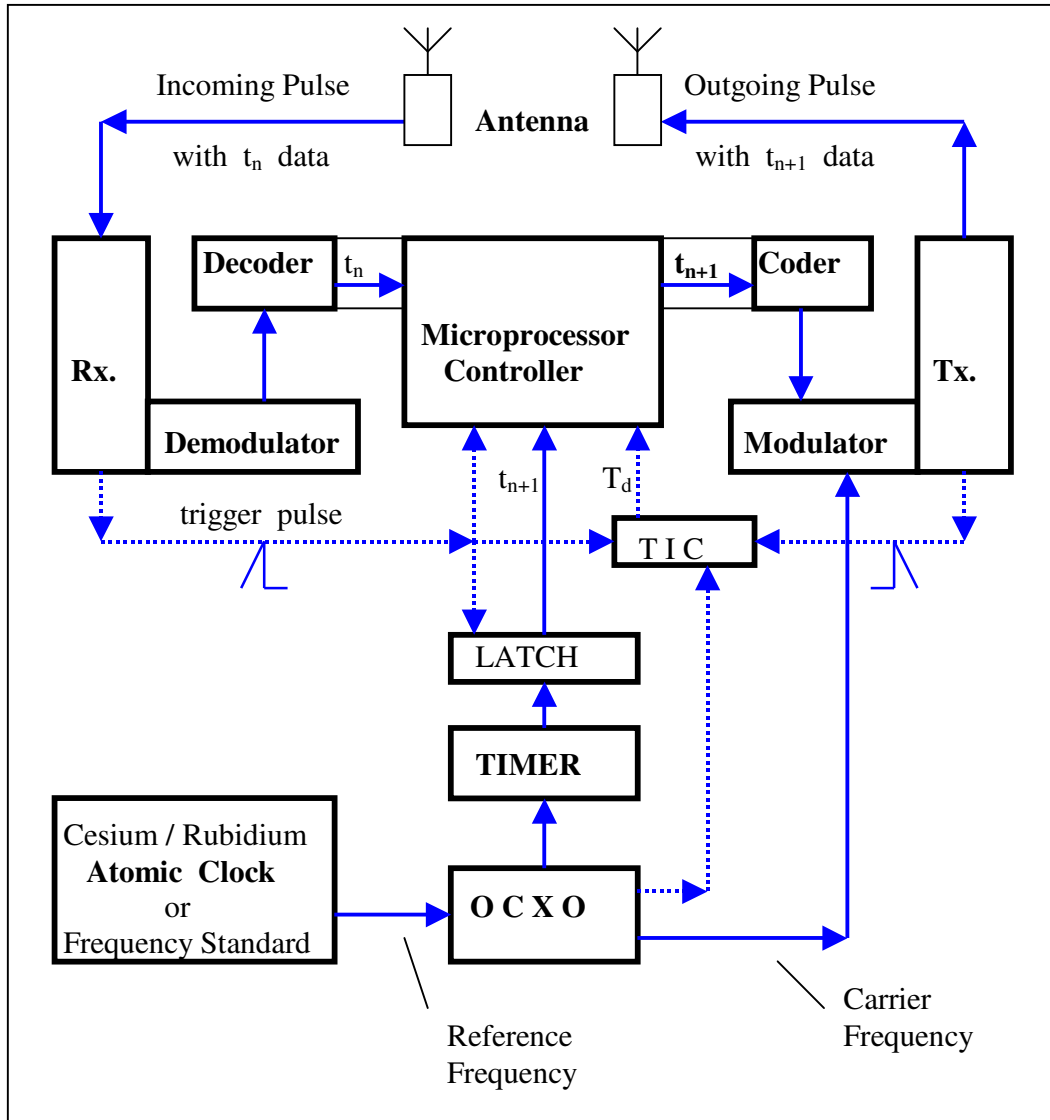 Incoming Pulse
Outgoing Pulse
Antenna
with tn data
with tn+1 data
Decoder
tn
tn+1
Coder
Microprocessor
Controller
Rx.
Tx.
Demodulator
Modulator
tn+1
Td
trigger pulse
T I C
LATCH
TIMER
Cesium / Rubidium
Atomic Clock
or
Frequency Standard
O C X O
Carrier
Frequency
Reference
Frequency